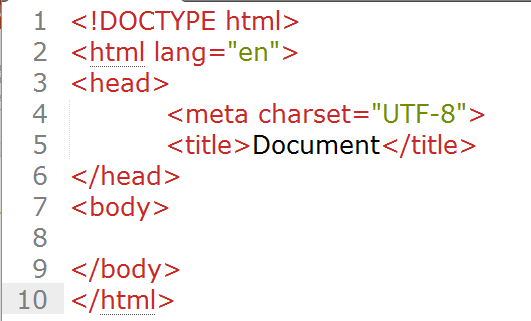 1 <!DOCTYPE html>
2 <html lang="en">
3 <head>
4 <meta charset="UTF-8">
5 <title>Document</title>
6 </head>
7 <body>
8
9 </body>
10 </html>